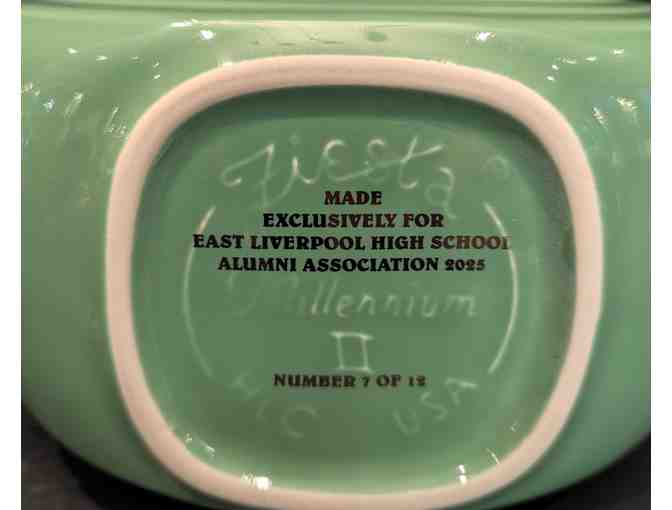 Fiesta ®
MADE
EXCLUSIVELY FOR
EAST LIVERPOOL HIGH SCHOOL
ALUMNI ASSOCIATION 2025
Millennium
II
NUMBER 7 OF 12
HLC USA